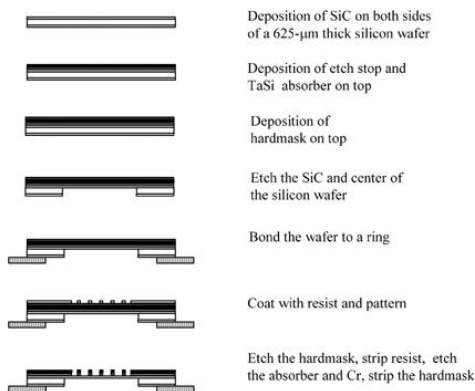 Deposition of SiC on both sides
of a 625-μm thick silicon wafer
Deposition of etch stop and
TaSi absorber on top
Deposition of
hardmask on top
Etch the SiC and center of
the silicon wafer
Bond the wafer to a ring
Coat with resist and pattern
Etch the hardmask, strip resist, etch
the absorber and Cr, strip the hardmask